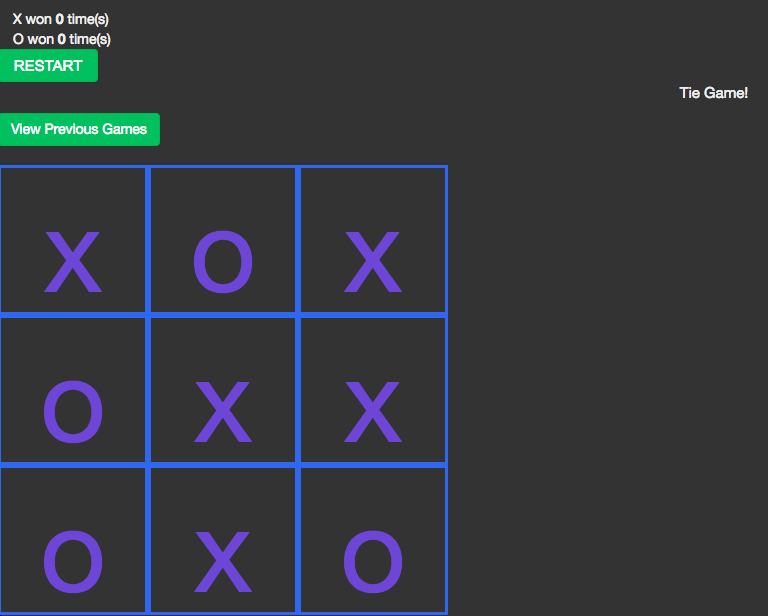 X won 0 time(s)
O won 0 time(s)
RESTART
Tie Game!
View Previous Games
X O X
O X X
O X O